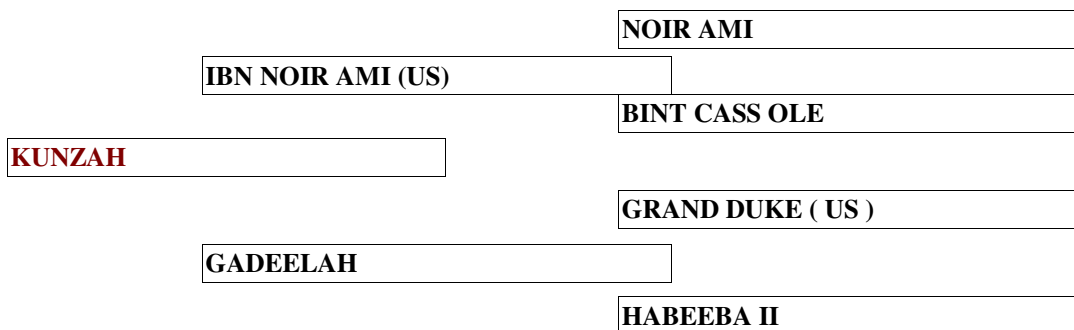 NOIR AMI
IBN NOIR AMI (US)
BINT CASS OLE
KUNZAH
GRAND DUKE ( US )
GADEELAH
HABEEBA II